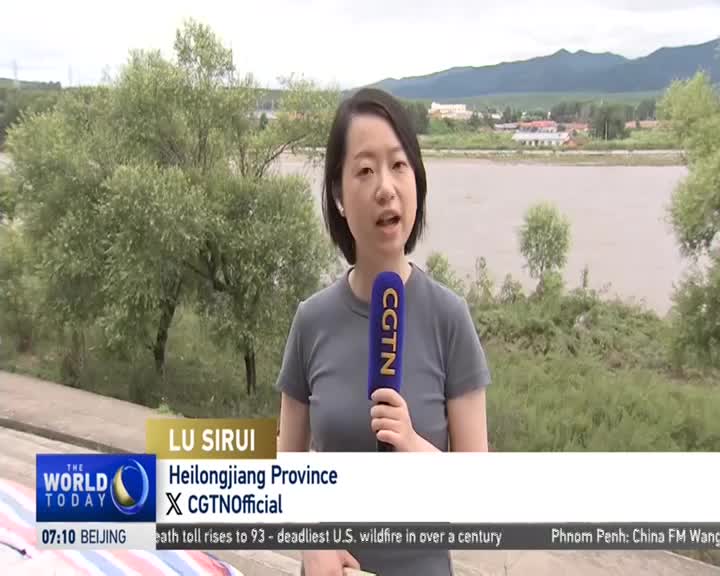 CGTN
LU SIRUI
Heilongjiang Province
X CGTNOfficial
THE
WORLD
TODAY
07:10 BEIJING
eath toll rises to 93 - deadliest U.S. wildfire in over a century Phnom Penh: China FM Wang